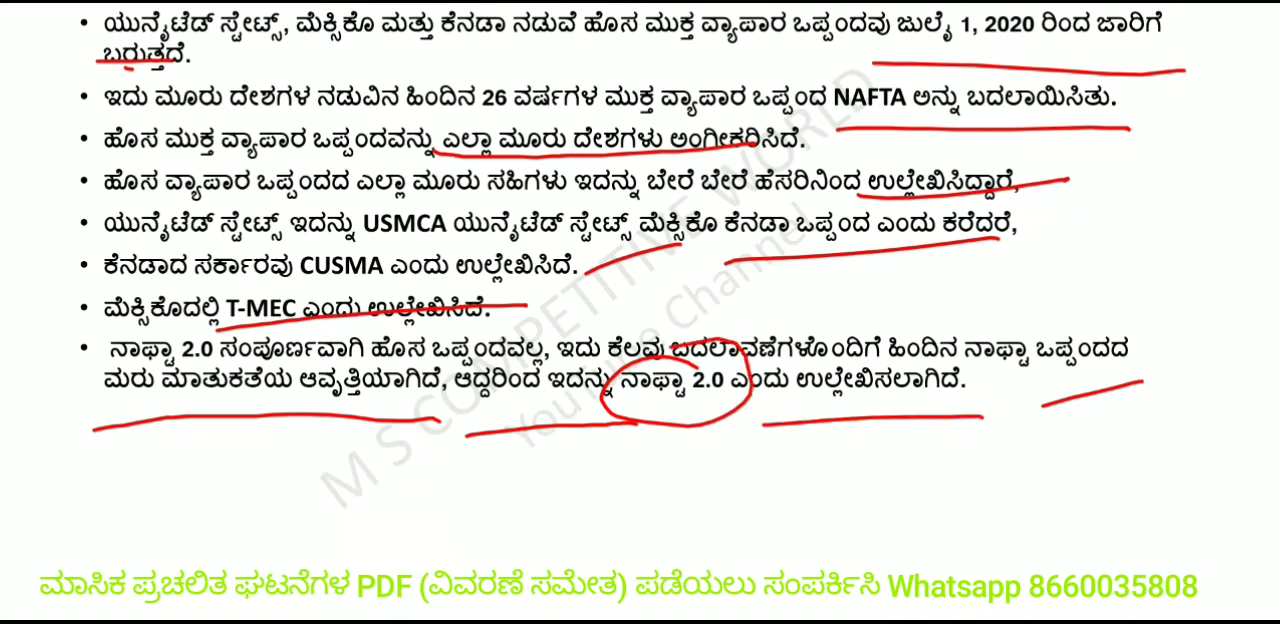 • ಯುನೈಟೆಡ್ ಸ್ಟೇಟ್ಸ್, ಮೆಕ್ಸಿಕೊ ಮತ್ತು ಕೆನಡಾ ನಡುವೆ ಹೊಸ ಮುಕ್ತ ವ್ಯಾಪಾರ ಒಪ್ಪಂದವು ಜುಲೈ 1, 2020 ರಿಂದ ಜಾರಿಗೆ
ಬರುತ್ತದೆ.
• ಇದು ಮೂರು ದೇಶಗಳ ನಡುವಿನ ಹಿಂದಿನ 26 ವರ್ಷಗಳ ಮುಕ್ತ ವ್ಯಾಪಾರ ಒಪ್ಪಂದ NAFTA ಅನ್ನು ಬದಲಾಯಿಸಿತು.
• ಹೊಸ ಮುಕ್ತ ವ್ಯಾಪಾರ ಒಪ್ಪಂದವನ್ನು ಎಲ್ಲಾ ಮೂರು ದೇಶಗಳು ಅಂಗೀಕರಿಸಿದೆ.
• ಹೊಸ ವ್ಯಾಪಾರ ಒಪ್ಪಂದದ ಎಲ್ಲಾ ಮೂರು ಸಹಿಗಳು ಇದನ್ನು ಬೇರೆ ಬೇರೆ ಹೆಸರಿನಿಂದ ಉಲ್ಲೇಖಿಸಿದ್ದಾರೆ,
• ಯುನೈಟೆಡ್ ಸ್ಟೇಟ್ಸ್ ಇದನ್ನು USMCA ಯುನೈಟೆಡ್ ಸ್ಟೇಟ್ಸ್ ಮೆಕ್ಸಿಕೊ ಕೆನಡಾ ಒಪ್ಪಂದ ಎಂದು ಕರೆದರೆ,
• ಕೆನಡಾದ ಸರ್ಕಾರವು CUSMA ಎಂದು ಉಲ್ಲೇಖಿಸಿದೆ.
• ಮೆಕ್ಸಿಕೊದಲ್ಲಿ T-MEC ಎಂದು ಉಲ್ಲೇಖಿಸಿದೆ.
• ನಾಫ್ಟಾ 2.0 ಸಂಪೂರ್ಣವಾಗಿ ಹೊಸ ಒಪ್ಪಂದವಲ್ಲ, ಇದು ಕೆಲವು ಬದಲಾವಣೆಗಳೊಂದಿಗೆ ಹಿಂದಿನ ನಾಫ್ಟಾ ಒಪ್ಪಂದದ
ಮರು ಮಾತುಕತೆಯ ಆವೃತ್ತಿಯಾಗಿದೆ, ಆದ್ದರಿಂದ ಇದನ್ನು ನಾಫ್ಟಾ 2.0 ಎಂದು ಉಲ್ಲೇಖಿಸಲಾಗಿದೆ.
M S COMPETITIVE WORLD
YouTube Channel
ಮಾಸಿಕ ಪ್ರಚಲಿತ ಘಟನೆಗಳ PDF (ವಿವರಣೆ ಸಮೇತ) ಪಡೆಯಲು ಸಂಪರ್ಕಿಸಿ Whatsapp 8660035808